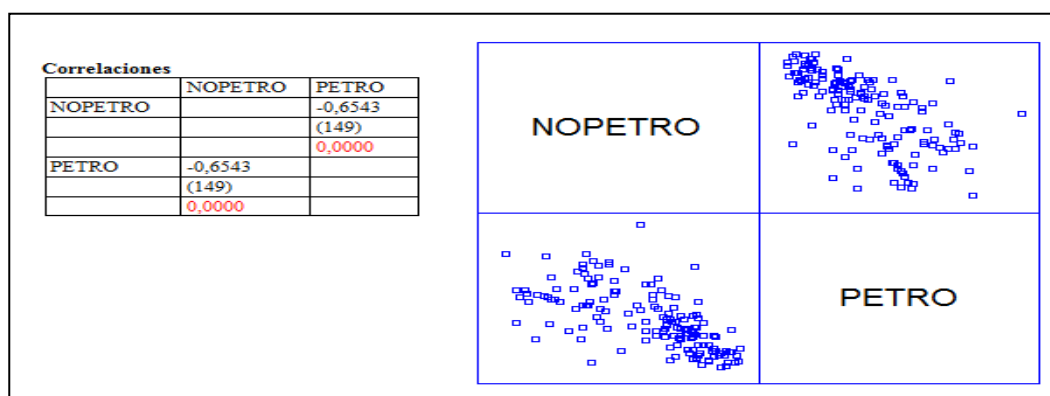 Correlaciones
NOPETRO PETRO
NOPETRO -0,6543
(149)
0,0000
PETRO -0,6543
(149)
0,0000
NOPETRO
PETRO